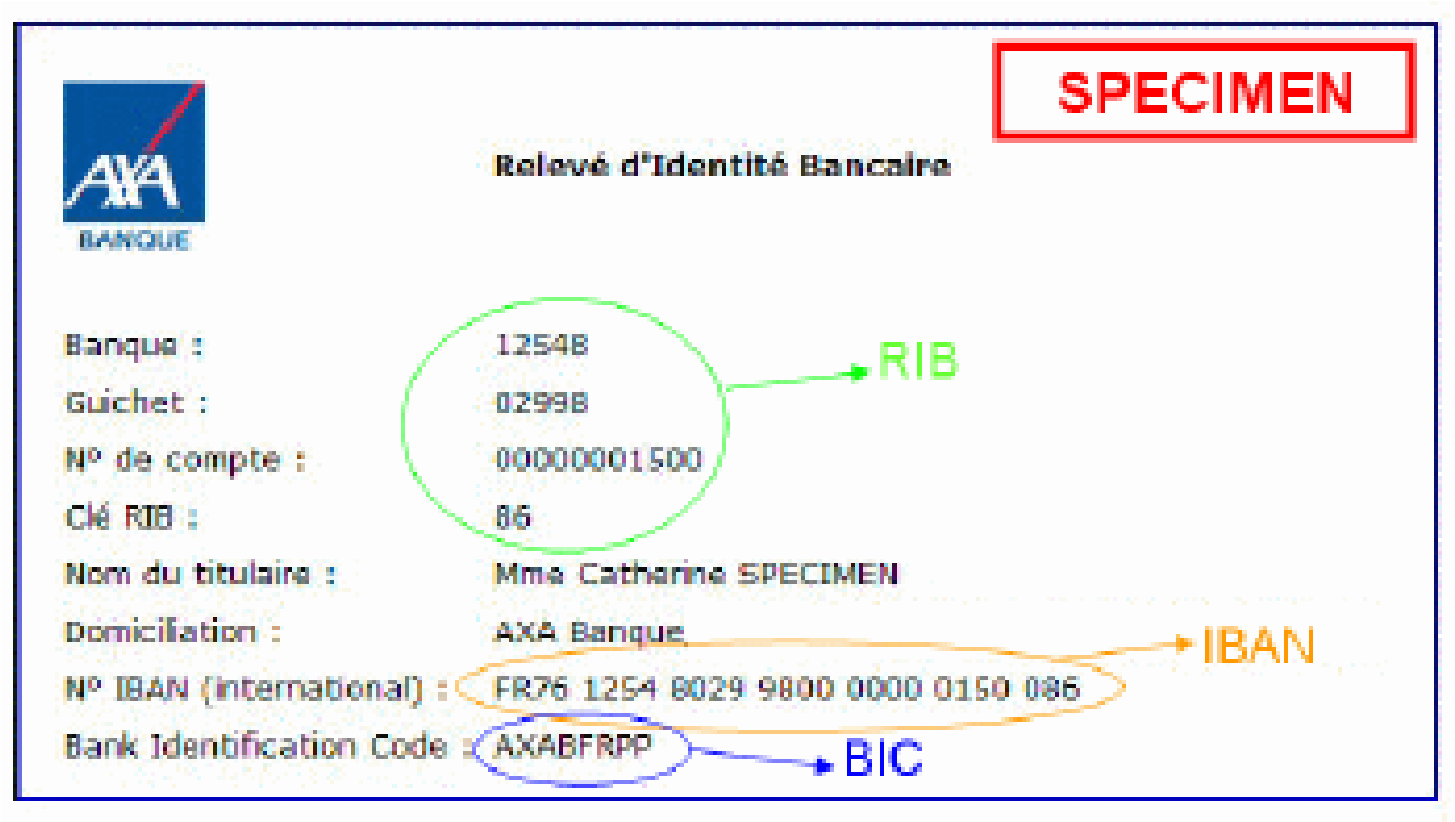 SPECIMEN
AXA
BANQUE
Relevé d'Identité Bancaire
Banque : 12548
Guichet : 02998
Nº de compte : 00000001500
Clé RIB : 86
RIB
Nom du titulaire : Mme Catherine SPECIMEN
Domiciliation : AXA Banque
Nº IBAN (international) : FR76 1254 8029 9800 0000 0150 086
IBAN
Bank Identification Code : AXABFRPP
BIC